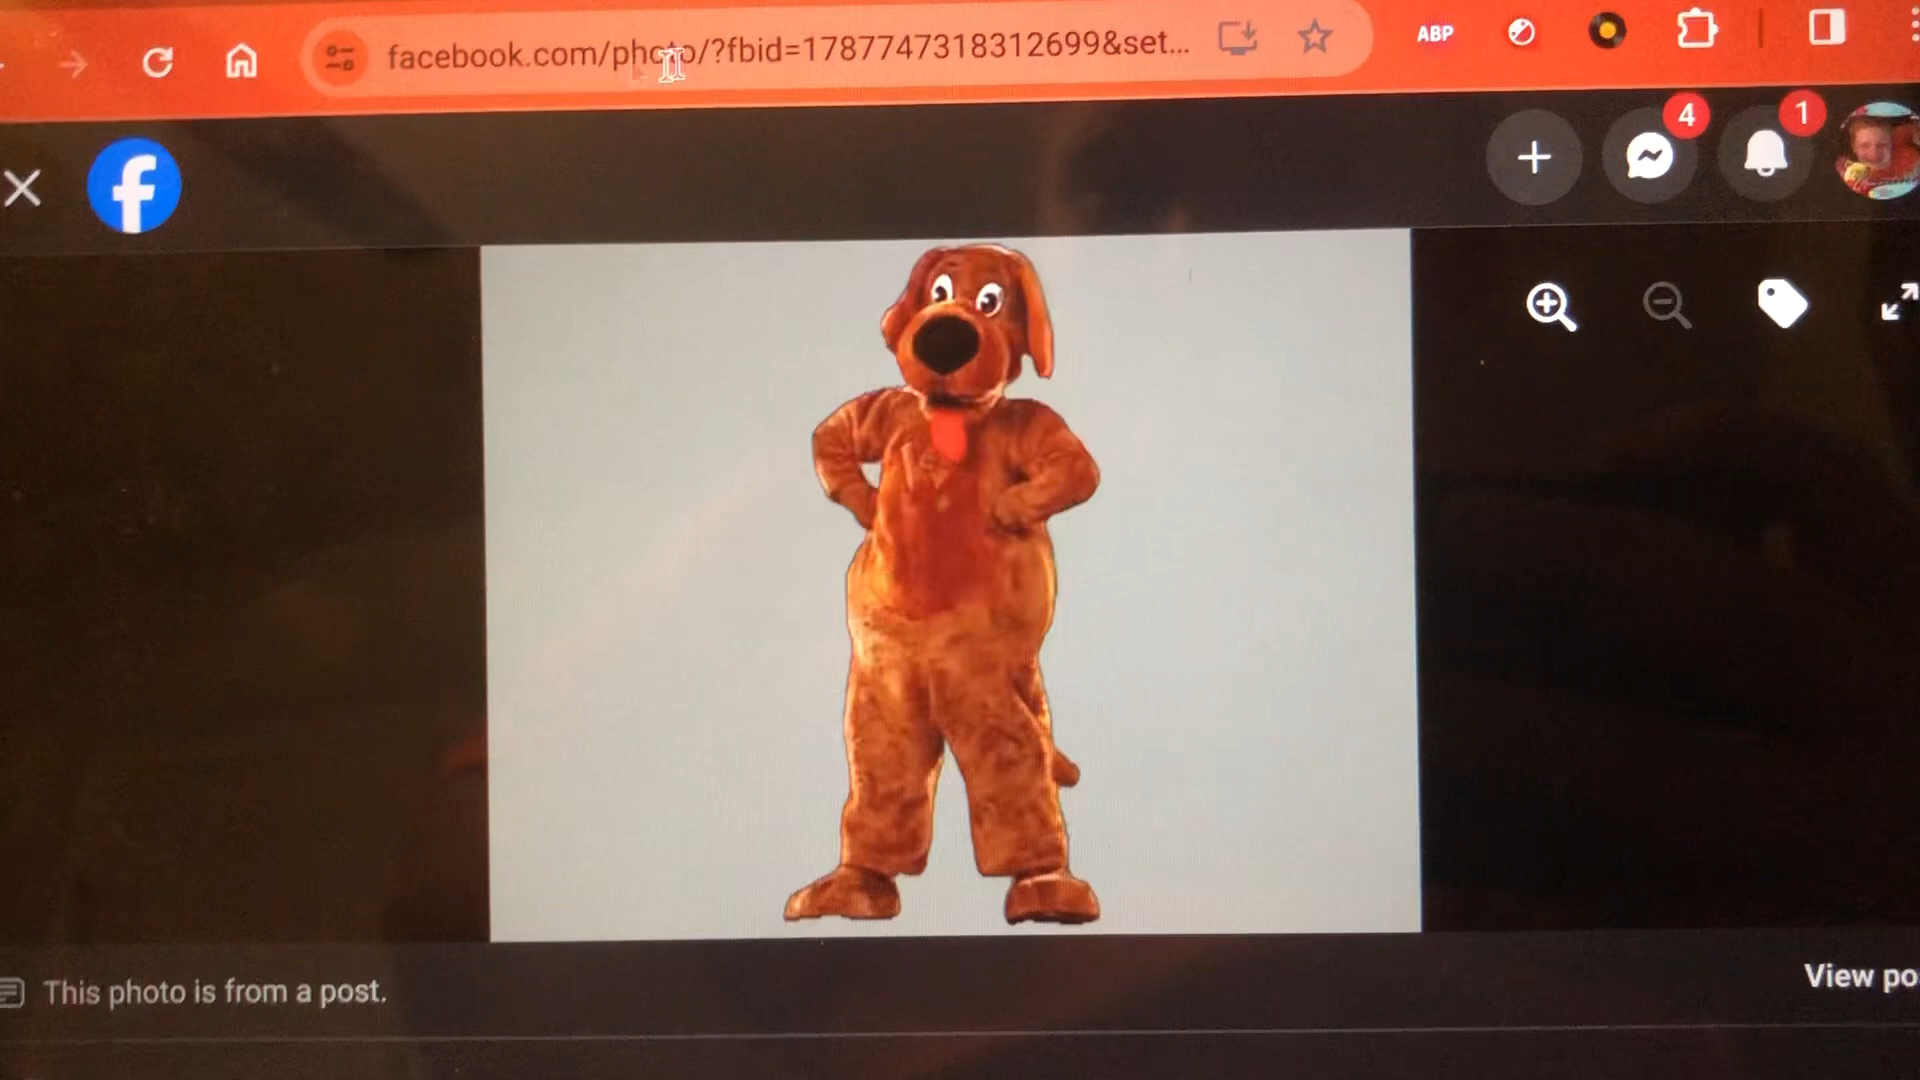 facebook.com/photo/?fbid=1787747318312699&set...
ABP
4
1
f
This photo is from a post.
View po